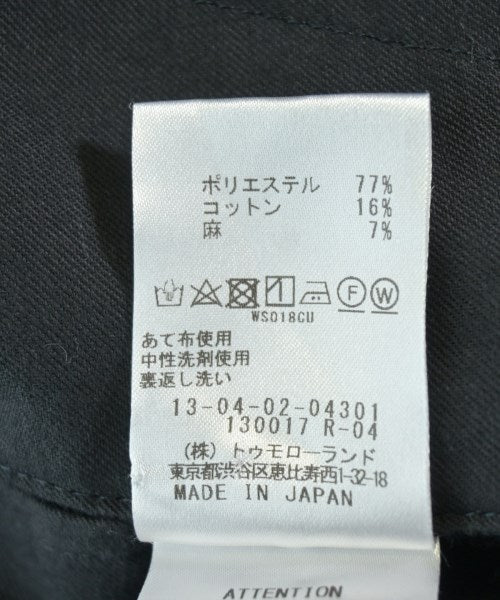 ポリエステル 77%
コットン 16%
麻 7%
F W
WS018CU
あて布使用
中性洗剤使用
裏返し洗い
13-04-02-04301
130017 R-04
(株) トゥモローランド
東京都渋谷区恵比寿西1-32-18
MADE IN JAPAN
ATTENTION